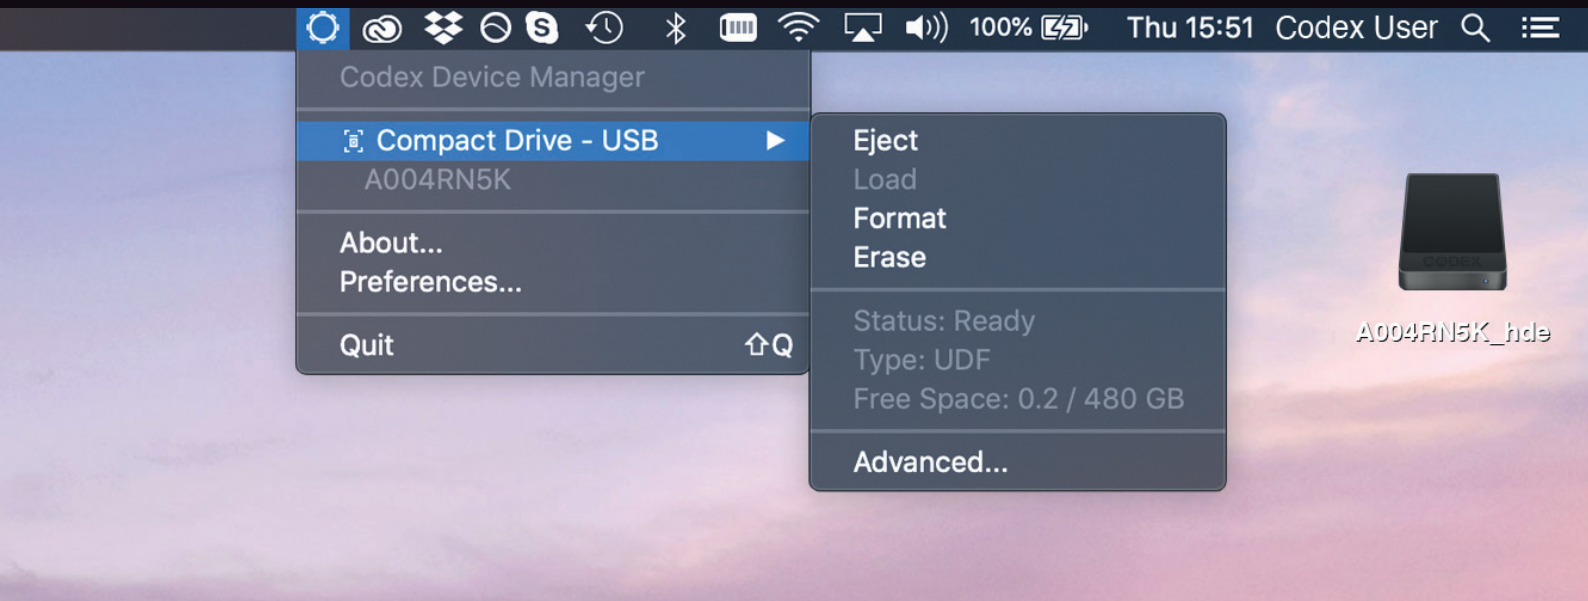 100% Thu 15:51 Codex User
Codex Device Manager
Compact Drive - USB
A004RN5K
About...
Preferences...
Quit ⇧Q
Eject
Load
Format
Erase
Status: Ready
Type: UDF
Free Space: 0.2 / 480 GB
Advanced...
CODEX
A004RN5K_hde